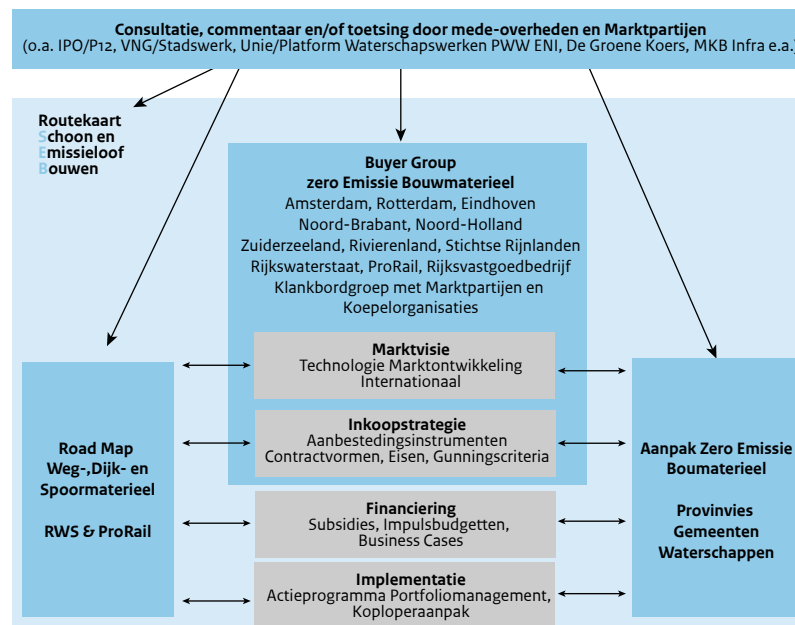 Consultatie, commentaar en/of toetsing door mede-overheden en Marktpartijen
(o.a. IPO/P12, VNG/Stadswerk, Unie/Platform Waterschapswerken PWW ENI, De Groene Koers, MKB Infra e.a.)
Routekaart
Schoon en
Emissieloof
Bouwen
Buyer Group
zero Emissie Bouwmaterieel
Amsterdam, Rotterdam, Eindhoven
Noord-Brabant, Noord-Holland
Zuiderzeeland, Rivierenland, Stichtse Rijnlanden
Rijkswaterstaat, ProRail, Rijksvastgoedbedrijf
Klankbordgroep met Marktpartijen en
Koepelorganisaties
Marktvisie
Technologie Marktontwikkeling
Internationaal
Inkoopstrategie
Aanbestedingsinstrumenten
Contractvormen, Eisen, Gunningscriteria
Financiering
Subsidies, Impulsbudgetten,
Business Cases
Implementatie
Actieprogramma Portfoliomanagement,
Koploperaanpak
Road Map
Weg-,Dijk- en
Spoormaterieel
RWS & ProRail
Aanpak Zero Emissie
Boumaterieel
Provinvies
Gemeenten
Waterschappen